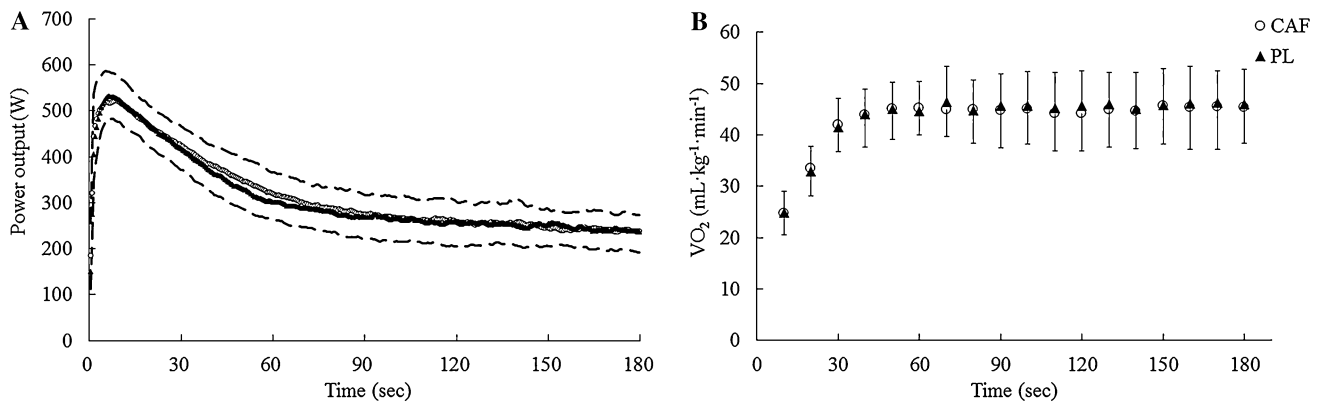 A
Power output (W)
700
600
500
400
300
200
100
0
0 30 60 90 120 150 180
Time (sec)
B
CAF
PL
VO2 (mL·kg-1·min-1)
60
50
40
30
20
10
0
0 30 60 90 120 150 180
Time (sec)